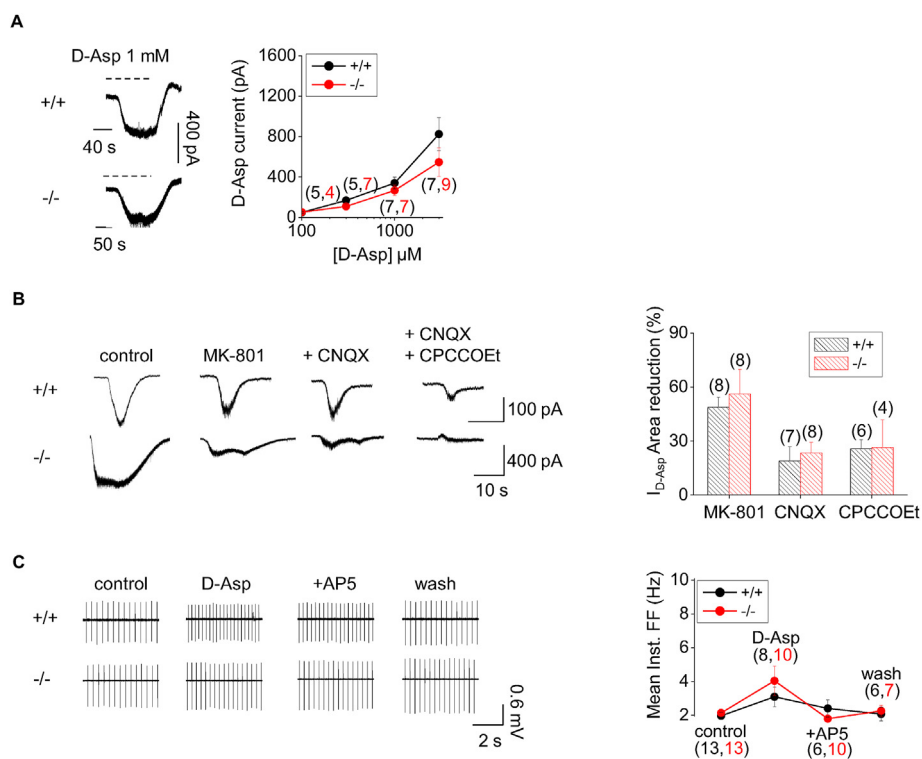 A
D-Asp 1 mM
+/+
40 s
400 pA
-/-
50 s
D-Asp current (pA)
1600
1200
800
400
0
+/+
-/-
(5,4)
(5,7)
(7,7)
(7,9)
100
1000
[D-Asp] µM
B
control
MK-801
+ CNQX
+ CNQX
+ CPCCOEt
+/+
100 pA
-/-
400 pA
10 s
I_D-Asp Area reduction (%)
90
60
30
0
+/+
-/-
(8)
(8)
(7)
(8)
(6)
(4)
MK-801
CNQX
CPCCOEt
C
control
D-Asp
+AP5
wash
+/+
-/-
0.6 mV
2 s
Mean Inst. FF (Hz)
10
8
6
4
2
+/+
-/-
D-Asp
(8,10)
wash
(6,7)
control
(13,13)
+AP5
(6,10)